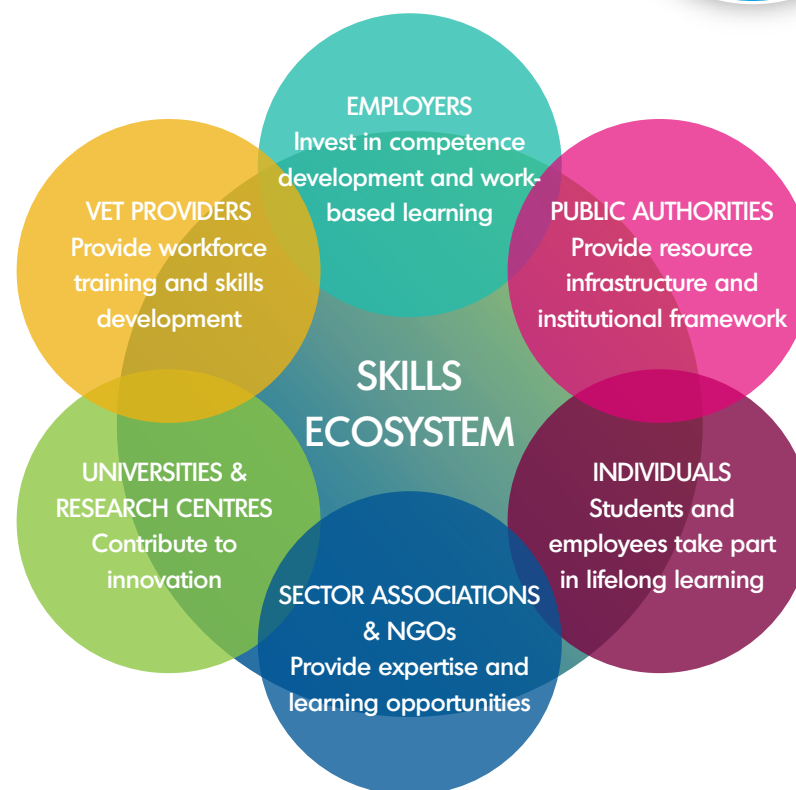 EMPLOYERS
Invest in competence
development and work-
based learning
VET PROVIDERS
Provide workforce
training and skills
development
PUBLIC AUTHORITIES
Provide resource
infrastructure and
institutional framework
SKILLS
ECOSYSTEM
UNIVERSITIES &
RESEARCH CENTRES
Contribute to
innovation
INDIVIDUALS
Students and
employees take part
in lifelong learning
SECTOR ASSOCIATIONS
& NGOs
Provide expertise and
learning opportunities